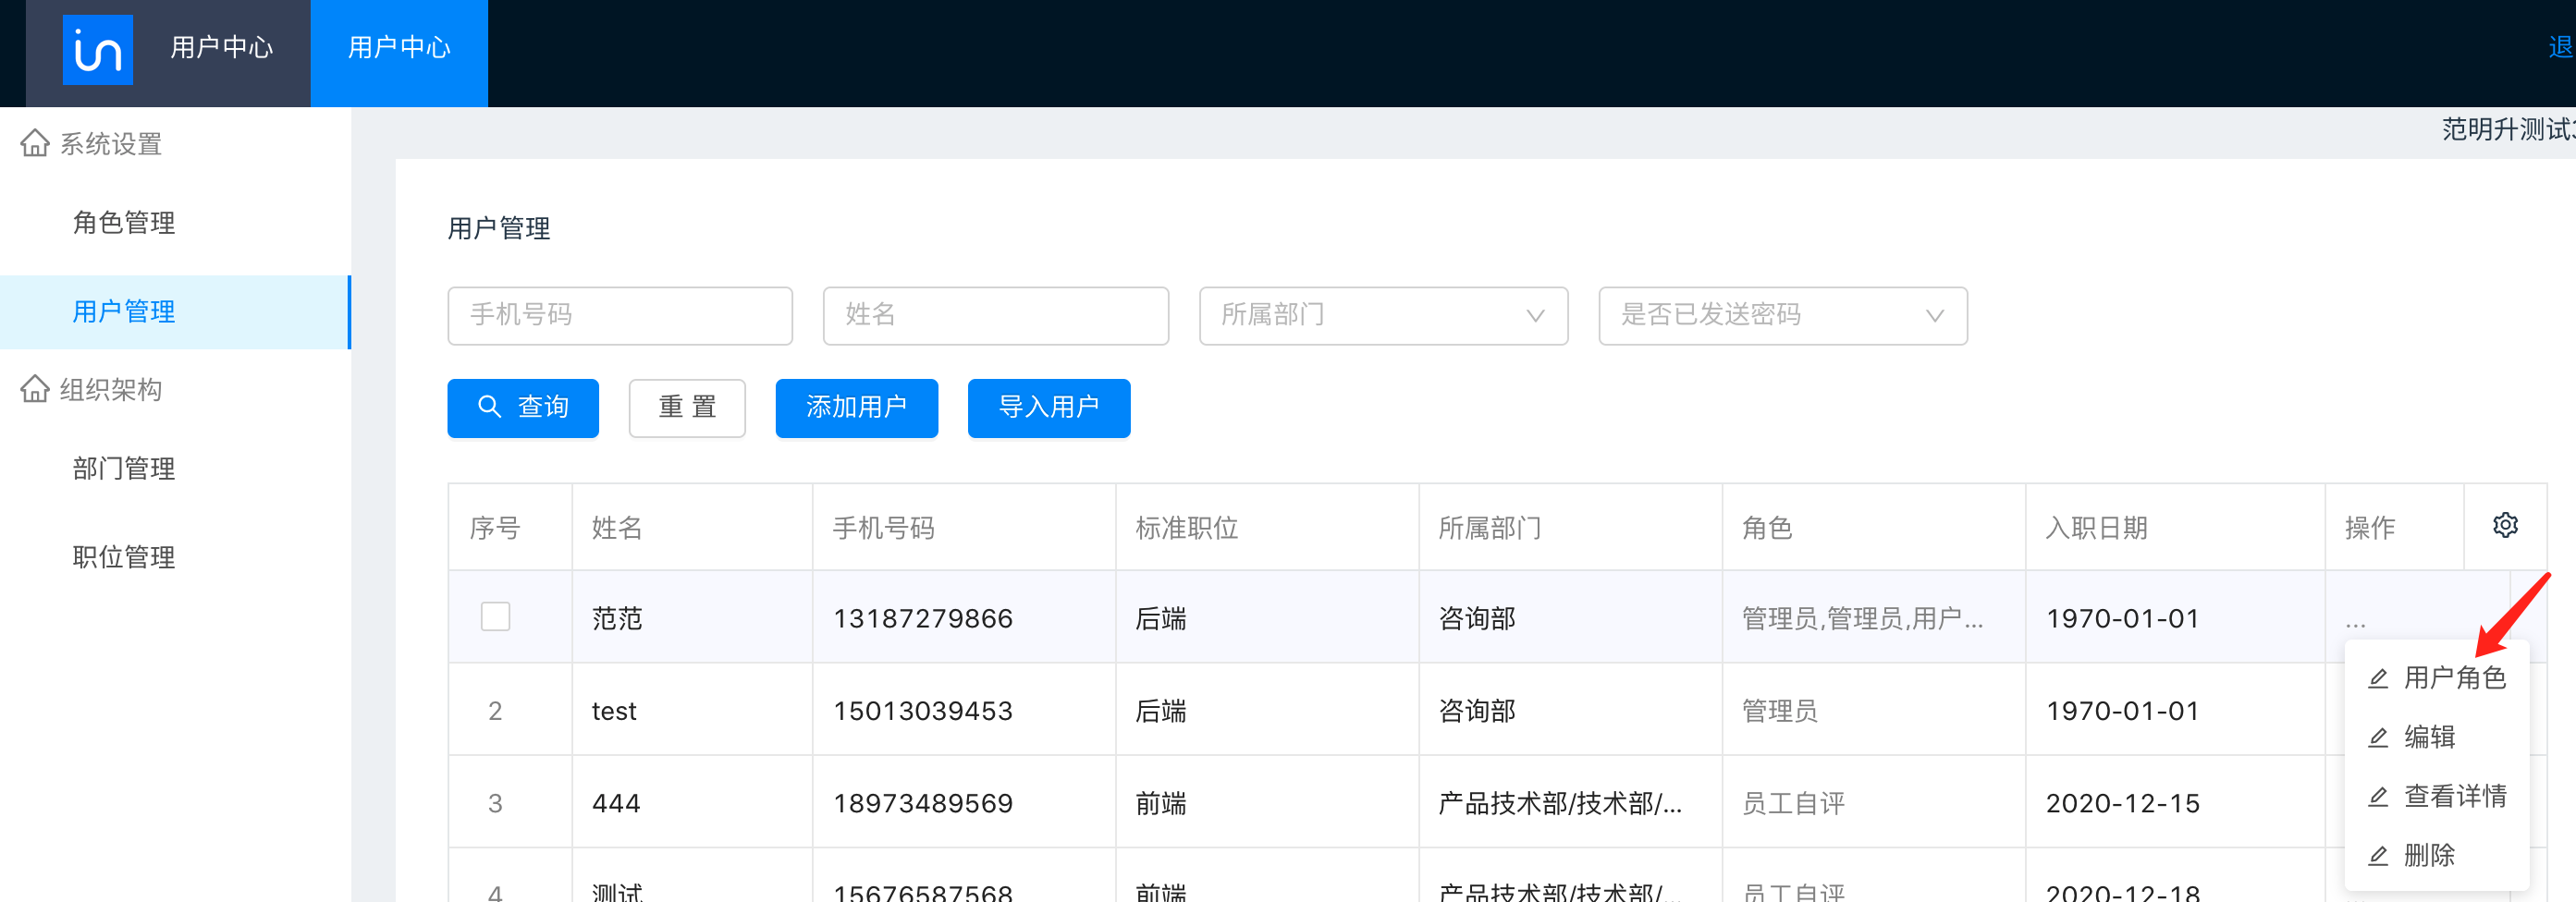 in 用户中心 用户中心 退
范明升测试
系统设置
角色管理
用户管理
组织架构
部门管理
职位管理
用户管理
手机号码 姓名 所属部门 是否已发送密码
查询 重 置 添加用户 导入用户
序号 姓名 手机号码 标准职位 所属部门 角色 入职日期 操作
范范 13187279866 后端 咨询部 管理员,管理员,用户... 1970-01-01 ...
2 test 15013039453 后端 咨询部 管理员 1970-01-01
3 444 18973489569 前端 产品技术部/技术部/... 员工自评 2020-12-15
4 测试 15676587568 前端 产品技术部/技术部/... 员工自评 2020-12-18
用户角色
编辑
查看详情
删除